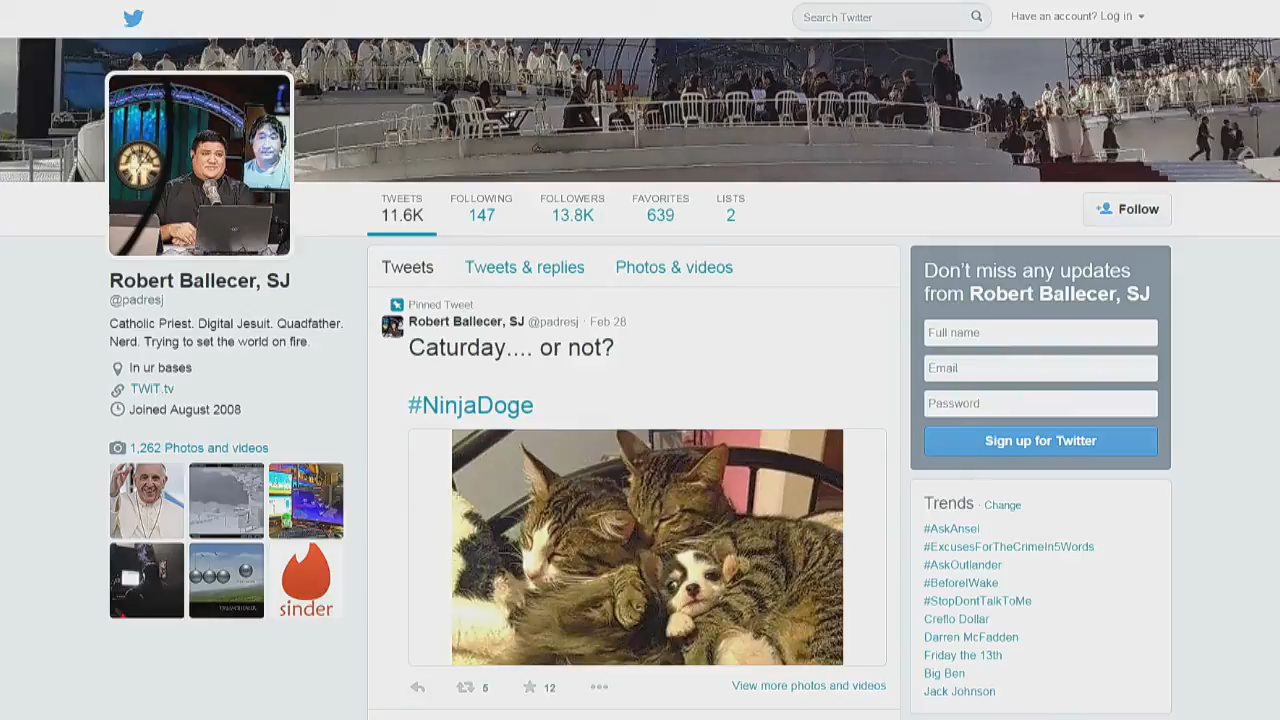 Search Twitter
Have an account? Log in
TWEETS
11.6K
FOLLOWING
147
FOLLOWERS
13.8K
FAVORITES
639
LISTS
2
Follow
Robert Ballecer, SJ
@padresj
Catholic Priest. Digital Jesuit. Quadfather.
Nerd. Trying to set the world on fire.
In ur bases
TWiT.tv
Joined August 2008
1,262 Photos and videos
sinder
Tweets
Tweets & replies
Photos & videos
Pinned Tweet
Robert Ballecer, SJ @padresj · Feb 28
Caturday.... or not?
#NinjaDoge
5
12
View more photos and videos
Don't miss any updates
from Robert Ballecer, SJ
Full name
Email
Password
Sign up for Twitter
Trends · Change
#AskAnsel
#ExcusesForTheCrimeIn5Words
#AskOutlander
#BeforeIWake
#StopDontTalkToMe
Creflo Dollar
Darren McFadden
Friday the 13th
Big Ben
Jack Johnson